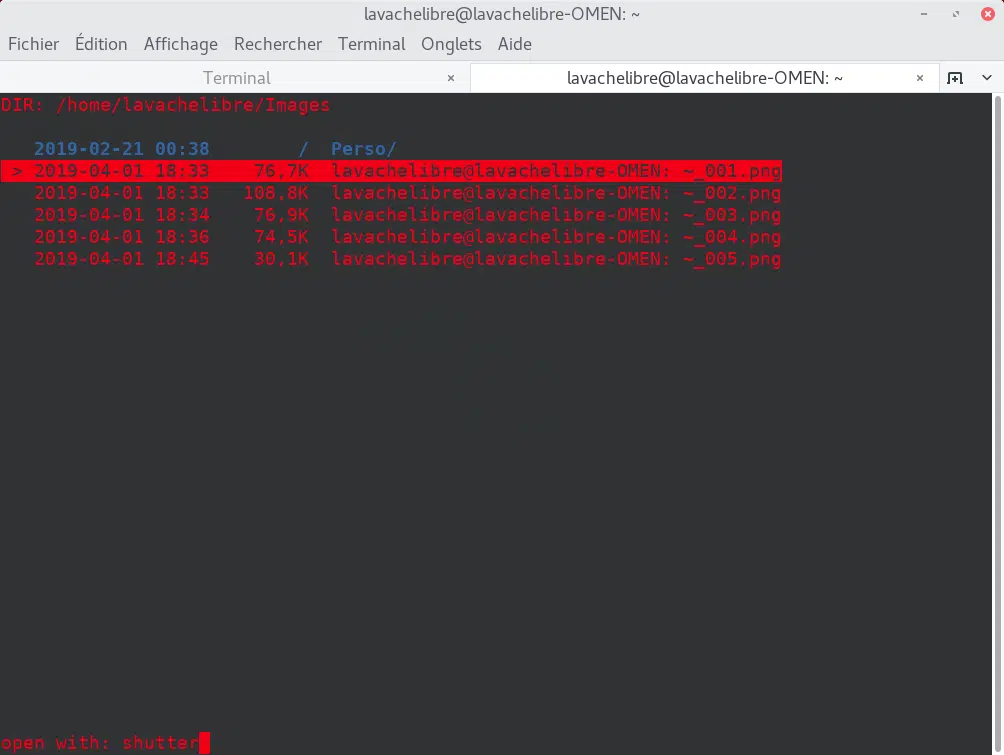 lavachelibre@lavachelibre-OMEN: ~
Fichier Édition Affichage Rechercher Terminal Onglets Aide
Terminal × lavachelibre@lavachelibre-OMEN: ~ ×
DIR: /home/lavachelibre/Images
2019-02-21 00:38 / Perso/
> 2019-04-01 18:33 76,7K lavachelibre@lavachelibre-OMEN: ~_001.png
2019-04-01 18:33 108,8K lavachelibre@lavachelibre-OMEN: ~_002.png
2019-04-01 18:34 76,9K lavachelibre@lavachelibre-OMEN: ~_003.png
2019-04-01 18:36 74,5K lavachelibre@lavachelibre-OMEN: ~_004.png
2019-04-01 18:45 30,1K lavachelibre@lavachelibre-OMEN: ~_005.png
open with: shutter